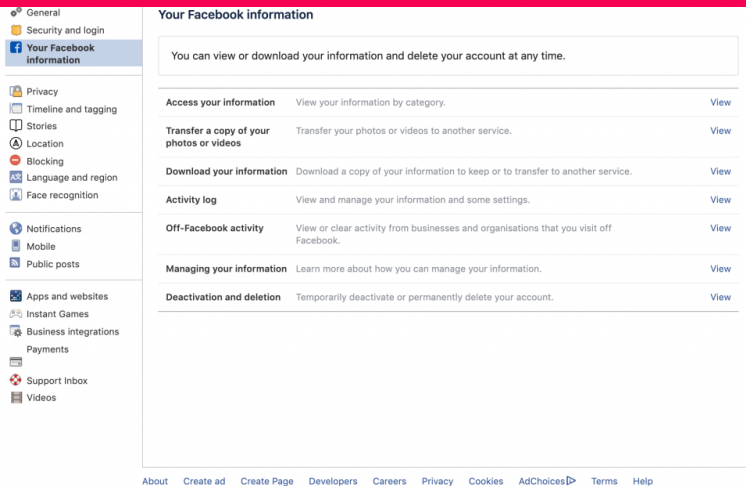 General
Security and login
Your Facebook
information
Privacy
Timeline and tagging
Stories
Location
Blocking
Language and region
Face recognition
Notifications
Mobile
Public posts
Apps and websites
Instant Games
Business integrations
Payments
Support Inbox
Videos
Your Facebook information
You can view or download your information and delete your account at any time.
Access your information View your information by category. View
Transfer a copy of your Transfer your photos or videos to another service. View
photos or videos
Download your information Download a copy of your information to keep or to transfer to another service. View
Activity log View and manage your information and some settings. View
Off-Facebook activity View or clear activity from businesses and organisations that you visit off View
Facebook.
Managing your information Learn more about how you can manage your information. View
Deactivation and deletion Temporarily deactivate or permanently delete your account. View
About Create ad Create Page Developers Careers Privacy Cookies AdChoices Terms Help